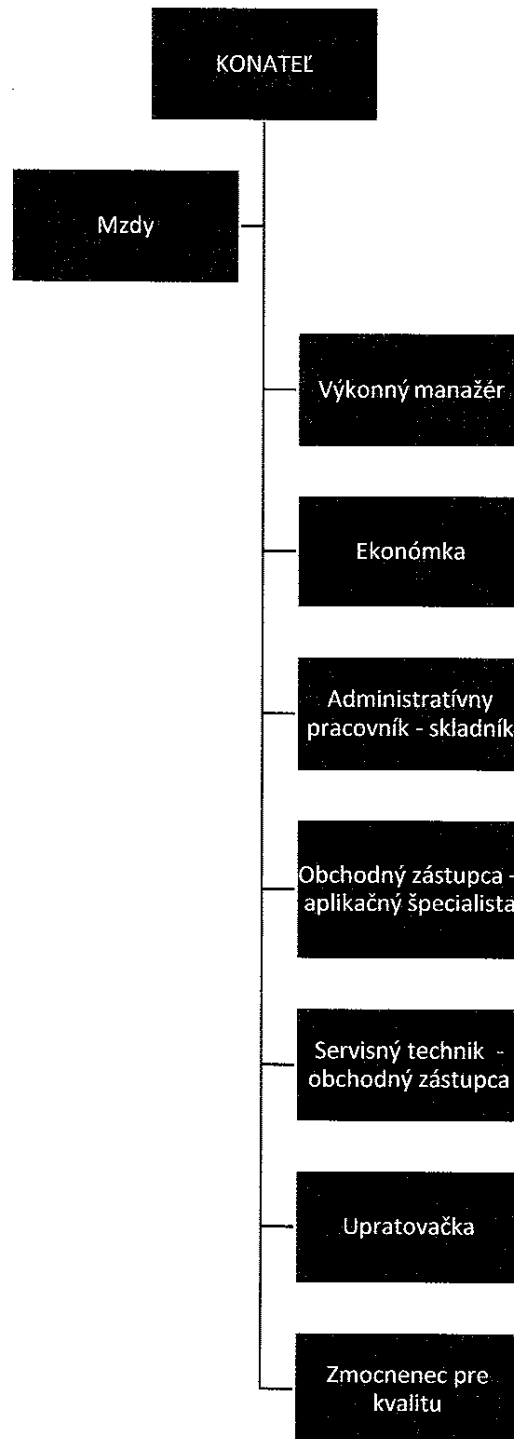 KONATEĽ
Mzdy
Výkonný manažér
Ekonómka
Administratívny
pracovník - skladník
Obchodný zástupca -
aplikačný špecialista
Servisný technik -
obchodný zástupca
Upratovačka
Zmocnenec pre
kvalitu